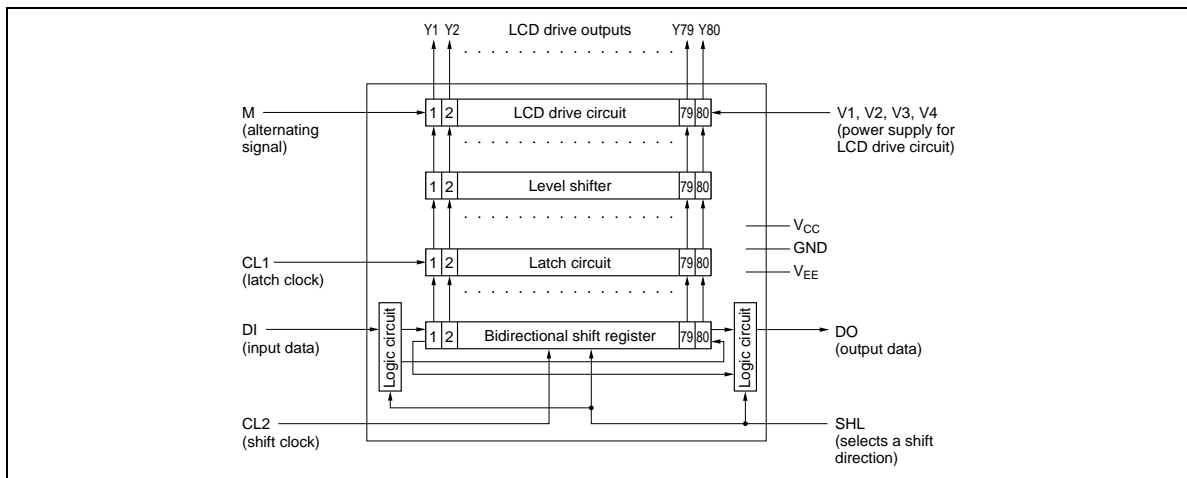 Y1 Y2 LCD drive outputs Y79 Y80
M
(alternating
signal)
1 2 LCD drive circuit 79 80
V1, V2, V3, V4
(power supply for
LCD drive circuit)
1 2 Level shifter 79 80
VCC
GND
VEE
CL1
(latch clock)
1 2 Latch circuit 79 80
DI
(input data)
Logic circuit
1 2 Bidirectional shift register 79 80
Logic circuit
DO
(output data)
CL2
(shift clock)
SHL
(selects a shift
direction)